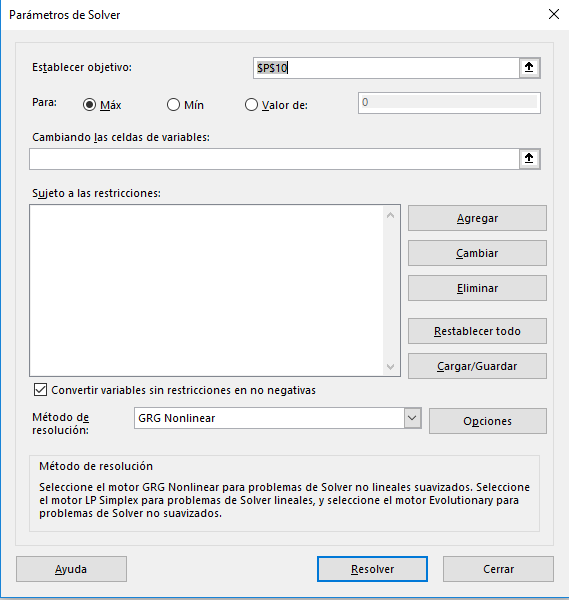 Parámetros de Solver
Establecer objetivo:
$P$10
Para:
Máx
Mín
Valor de:
0
Cambiando las celdas de variables:
Sujeto a las restricciones:
Agregar
Cambiar
Eliminar
Restablecer todo
Cargar/Guardar
Convertir variables sin restricciones en no negativas
Método de
resolución:
GRG Nonlinear
Opciones
Método de resolución
Seleccione el motor GRG Nonlinear para problemas de Solver no lineales suavizados. Seleccione
el motor LP Simplex para problemas de Solver lineales, y seleccione el motor Evolutionary para
problemas de Solver no suavizados.
Ayuda
Resolver
Cerrar